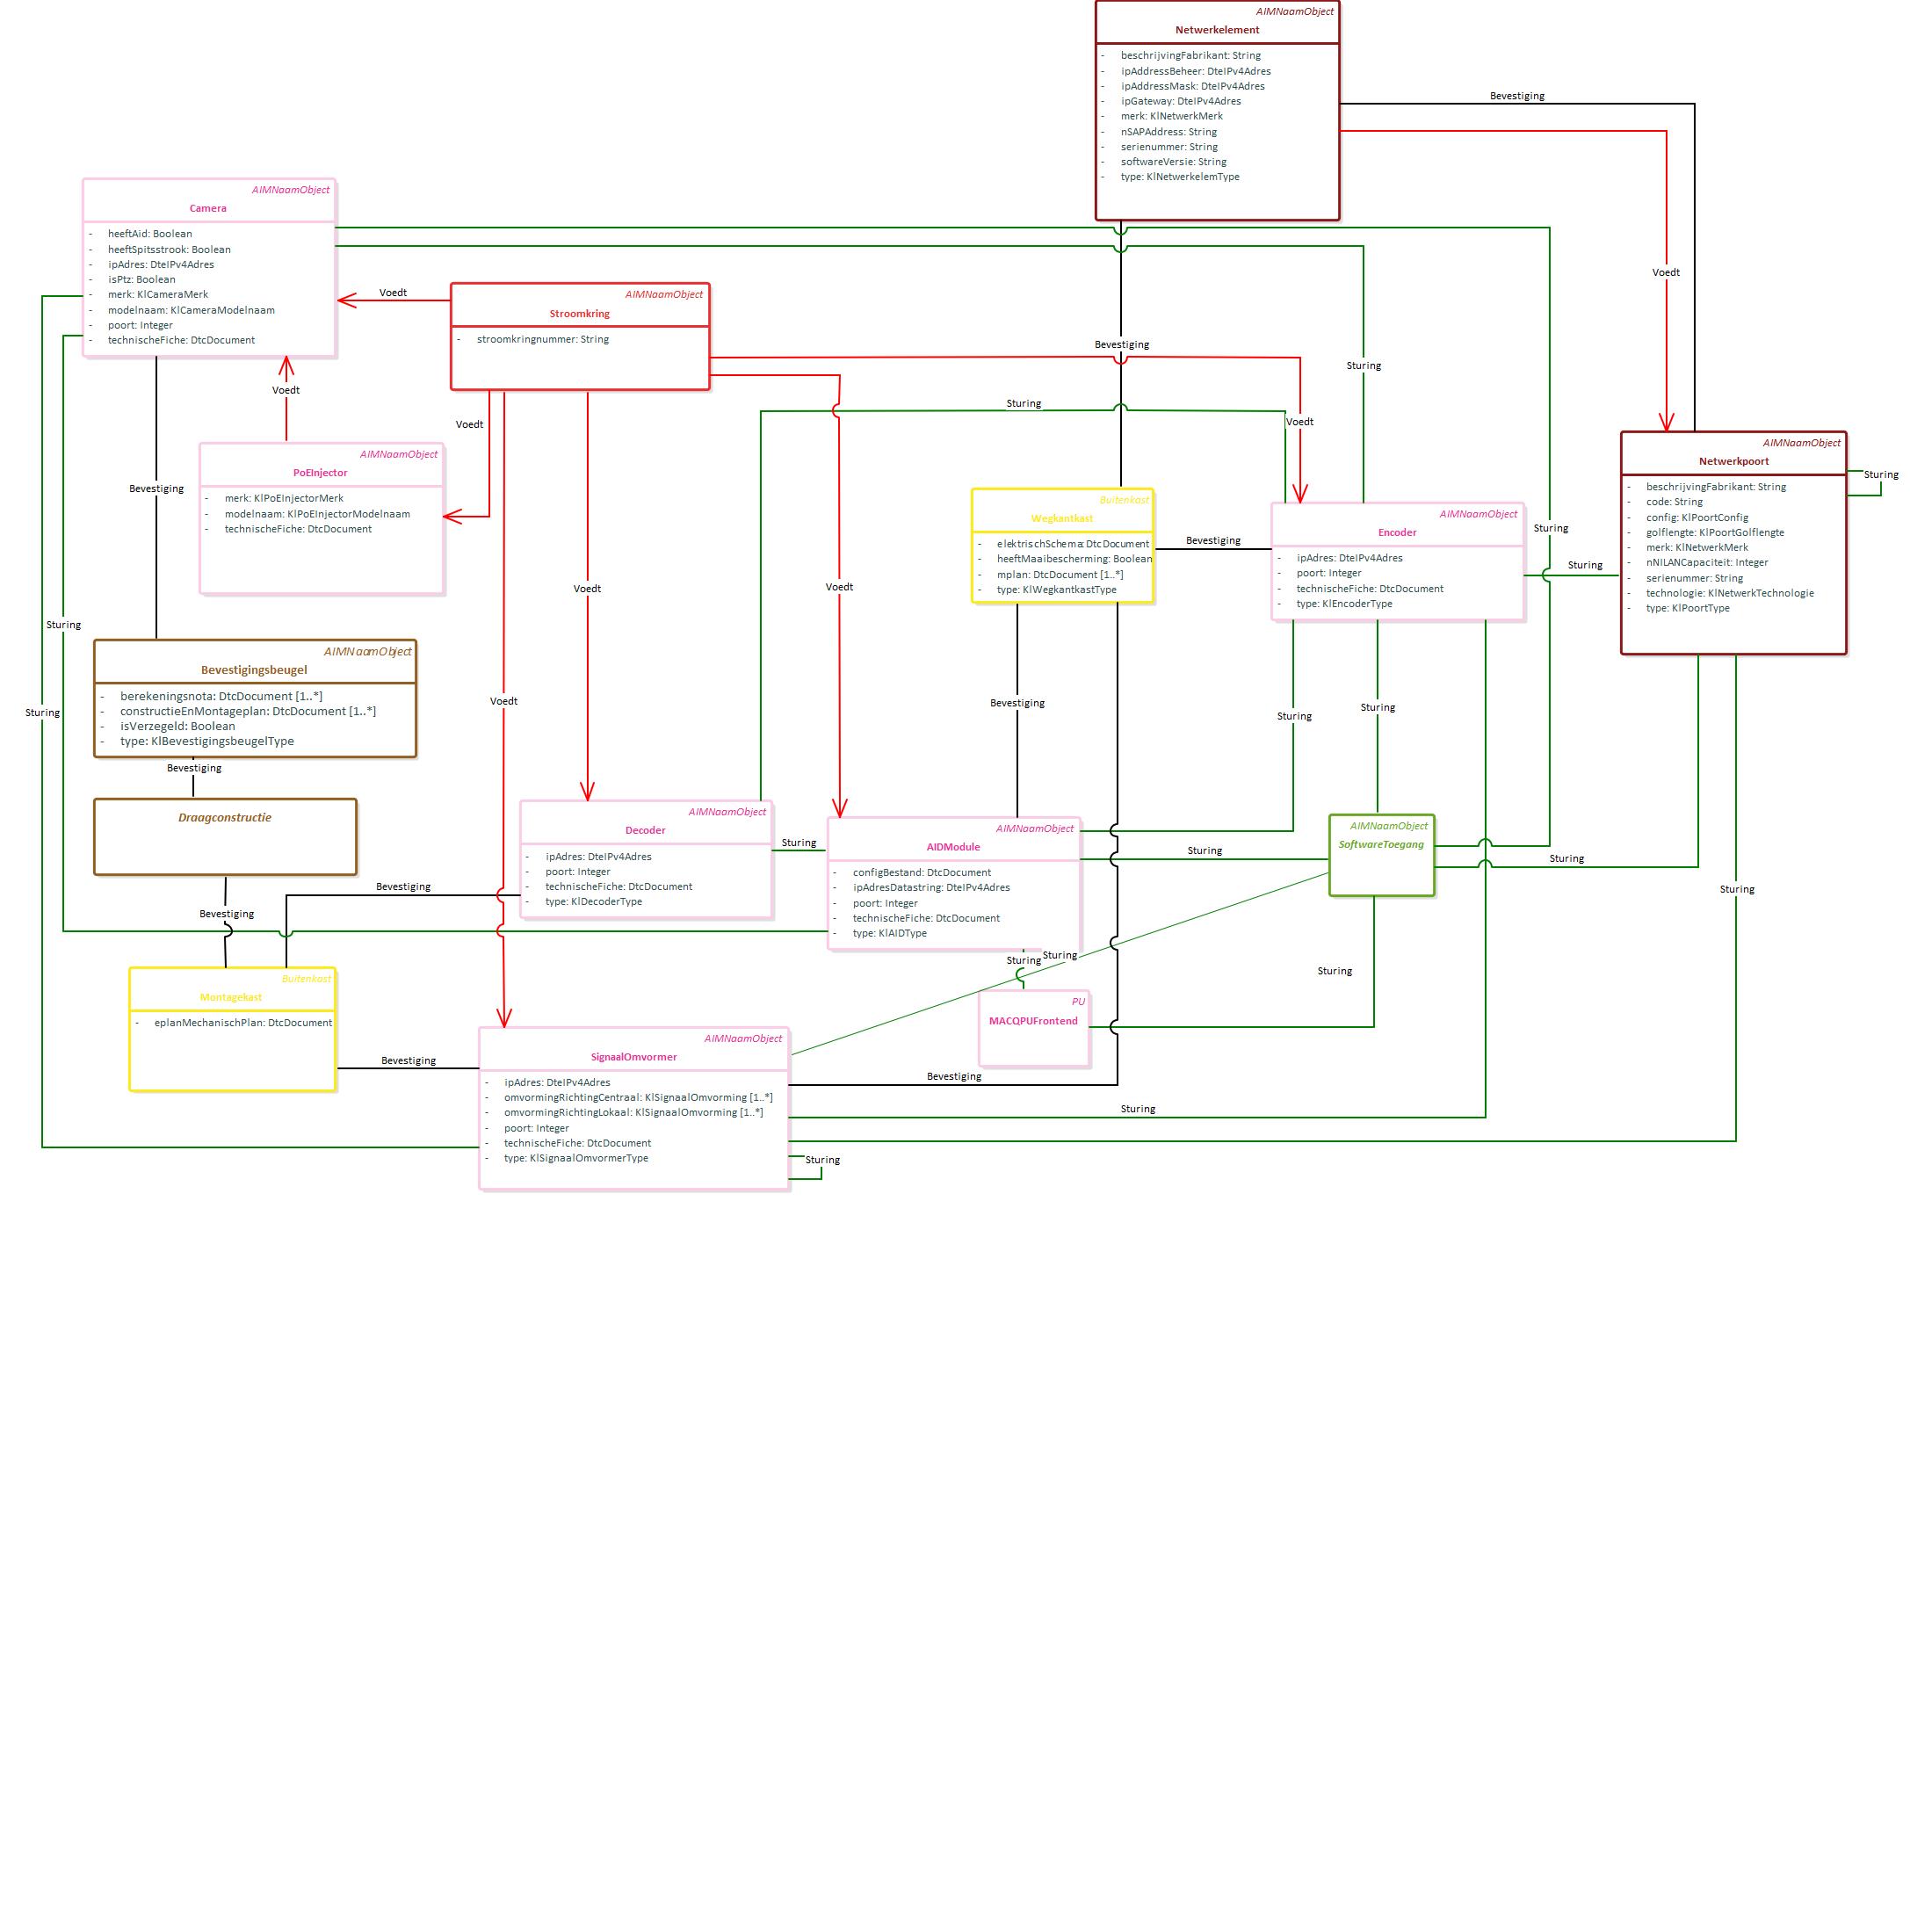 AIMNaamObject
Netwerkelement
- beschrijvingFabrikant: String
- ipAddressBeheer: DteIPv4Adres
- ipAddressMask: DteIPv4Adres
- ipGateway: DteIPv4Adres
- merk: KlNetwerkMerk
- nSAPAddress: String
- serienummer: String
- softwareVersie: String
- type: KlNetwerkelemType
Bevestiging
Voedt
AIMNaamObject
Camera
- heeftAid: Boolean
- heeftSpitsstrook: Boolean
- ipAdres: DteIPv4Adres
- isPtz: Boolean
- merk: KlCameraMerk
- modelnaam: KlCameraModelnaam
- poort: Integer
- technischeFiche: DtcDocument
Voedt
AIMNaamObject
Stroomkring
- stroomkringnummer: String
Bevestiging
Sturing
Voedt
Voedt
Sturing
Voedt
AIMNaamObject
PoEInjector
- merk: KlPoEInjectorMerk
- modelnaam: KlPoEInjectorModelnaam
- technischeFiche: DtcDocument
Bevestiging
AIMNaamObject
Netwerkpoort
- beschrijvingFabrikant: String
- code: String
- config: KlPoortConfig
- golflengte: KlPoortGolflengte
- merk: KlNetwerkMerk
- nNILANCapaciteit: Integer
- serienummer: String
- technologie: KlNetwerkTechnologie
- type: KlPoortType
Sturing
Buitenkast
Wegkantkast
- elektrischSchema: DtcDocument
- heeftMaaibescherming: Boolean
- mplan: DtcDocument [1..*]
- type: KlWegkantkastType
Bevestiging
AIMNaamObject
Encoder
- ipAdres: DteIPv4Adres
- poort: Integer
- technischeFiche: DtcDocument
- type: KlEncoderType
Sturing
Sturing
Voedt
Voedt
Sturing
Sturing
Voedt
Bevestiging
Sturing
Sturing
AIMNaamObject
Bevestigingsbeugel
- berekeningsnota: DtcDocument [1..*]
- constructieEnMontageplan: DtcDocument [1..*]
- isVerzegeld: Boolean
- type: KlBevestigingsbeugelType
Bevestiging
Draagconstructie
AIMNaamObject
Decoder
- ipAdres: DteIPv4Adres
- poort: Integer
- technischeFiche: DtcDocument
- type: KlDecoderType
Sturing
AIMNaamObject
AIDModule
- configBestand: DtcDocument
- ipAdresDatastring: DteIPv4Adres
- poort: Integer
- technischeFiche: DtcDocument
- type: KlAIDType
Sturing
AIMNaamObject
SoftwareToegang
Sturing
Sturing
Bevestiging
Bevestiging
Sturing
Sturing
Sturing
Buitenkast
Montagekast
- eplanMechanischPlan: DtcDocument
PU
MACQPUFrontend
Bevestiging
AIMNaamObject
SignaalOmvormer
- ipAdres: DteIPv4Adres
- omvormingRichtingCentraal: KlSignaalOmvorming [1..*]
- omvormingRichtingLokaal: KlSignaalOmvorming [1..*]
- poort: Integer
- technischeFiche: DtcDocument
- type: KlSignaalOmvormerType
Bevestiging
Sturing
Sturing